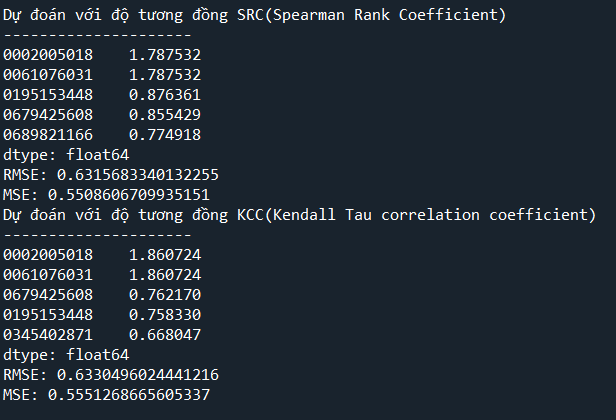 Dự đoán với độ tương đồng SRC(Spearman Rank Coefficient)
---------------------
0002005018    1.787532
0061076031    1.787532
0195153448    0.876361
0679425608    0.855429
0689821166    0.774918
dtype: float64
RMSE: 0.6315683340132255
MSE: 0.5508606709935151
Dự đoán với độ tương đồng KCC(Kendall Tau correlation coefficient)
---------------------
0002005018    1.860724
0061076031    1.860724
0679425608    0.762170
0195153448    0.758330
0345402871    0.668047
dtype: float64
RMSE: 0.6330496024441216
MSE: 0.5551268665605337